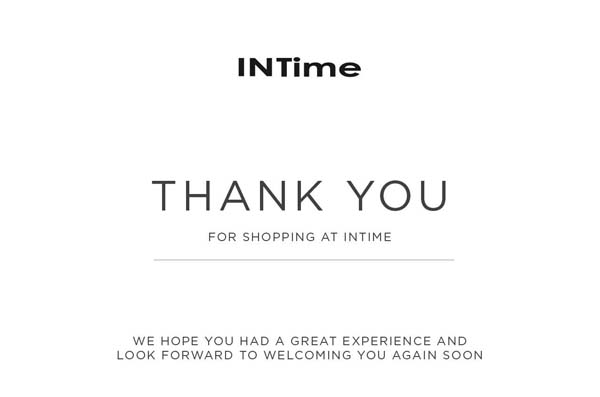 INTime
THANK YOU
FOR SHOPPING AT INTIME
WE HOPE YOU HAD A GREAT EXPERIENCE AND
LOOK FORWARD TO WELCOMING YOU AGAIN SOON